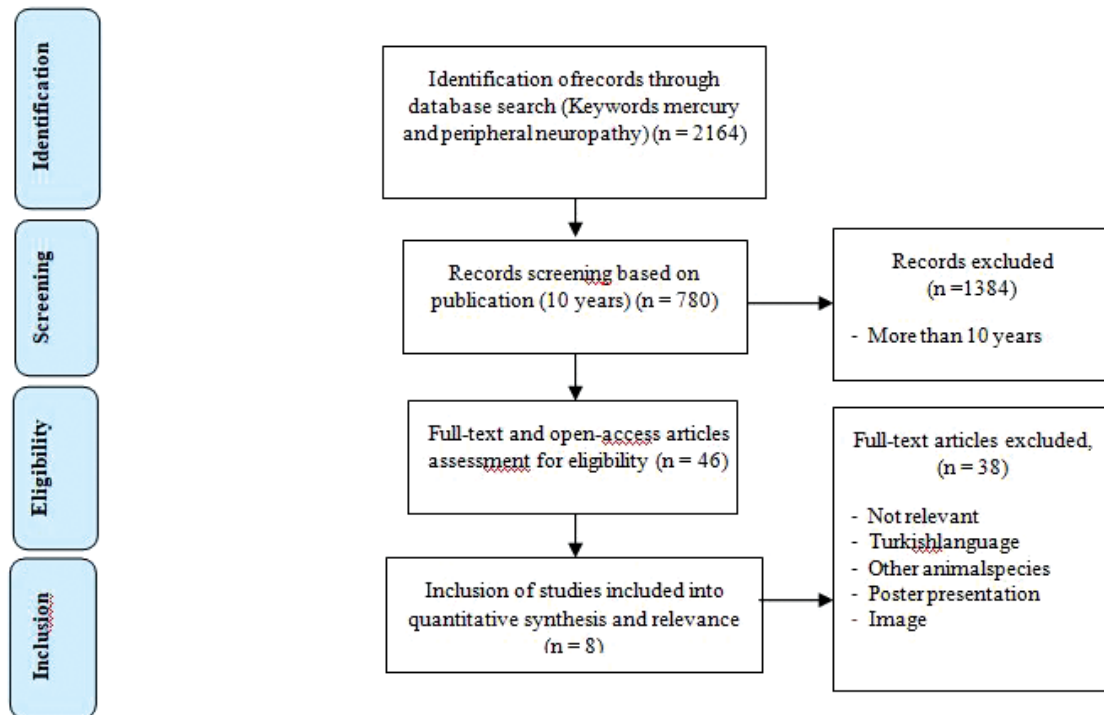 Identification
Identification ofrecords through
database search (Keywords mercury
and peripheral neuropathy) (n = 2164)
Screening
Records screening based on
publication (10 years) (n = 780)
Records excluded
(n =1384)
- More than 10 years
Eligibility
Full-text and open-access articles
assessment for eligibility (n = 46)
Full-text articles excluded,
(n = 38)
- Not relevant
- Turkishlanguage
- Other animalspecies
- Poster presentation
- Image
Inclusion
Inclusion of studies included into
quantitative synthesis and relevance
(n = 8)